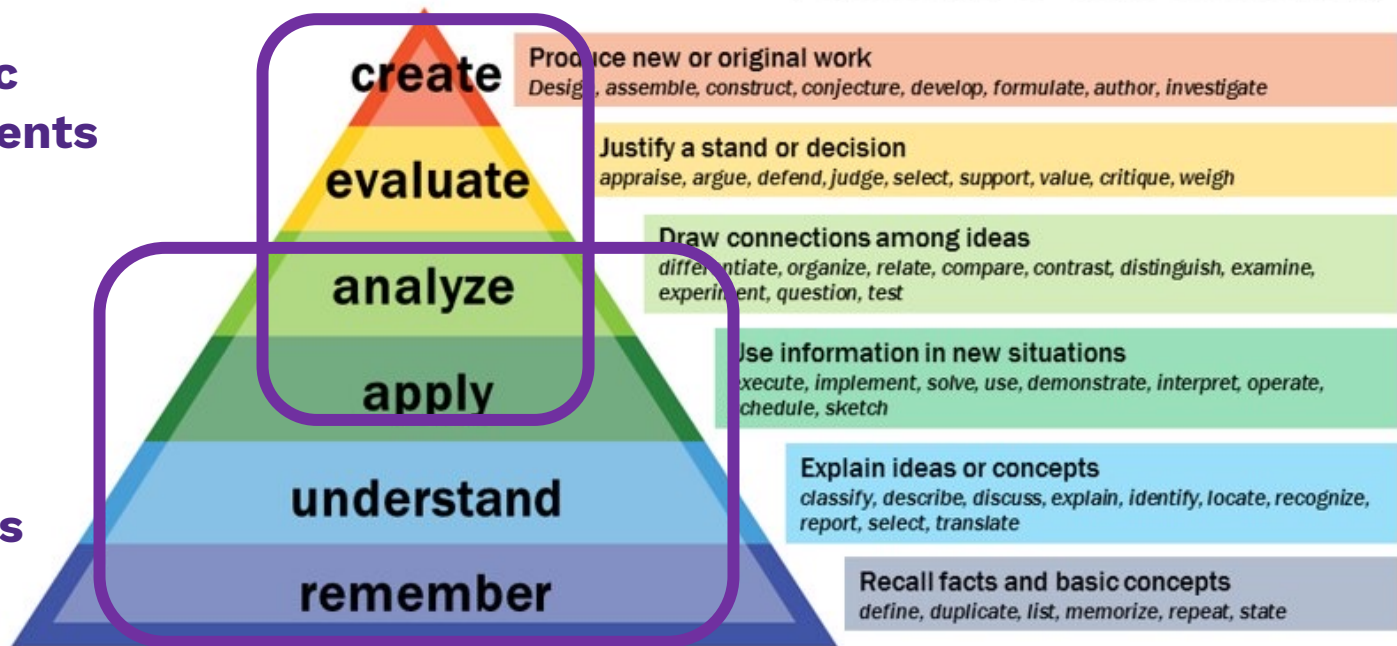 c
ents
s
create
Produce new or original work
Design, assemble, construct, conjecture, develop, formulate, author, investigate
evaluate
Justify a stand or decision
appraise, argue, defend, judge, select, support, value, critique, weigh
analyze
Draw connections among ideas
differentiate, organize, relate, compare, contrast, distinguish, examine,
experiment, question, test
apply
Use information in new situations
execute, implement, solve, use, demonstrate, interpret, operate,
schedule, sketch
understand
Explain ideas or concepts
classify, describe, discuss, explain, identify, locate, recognize,
report, select, translate
remember
Recall facts and basic concepts
define, duplicate, list, memorize, repeat, state